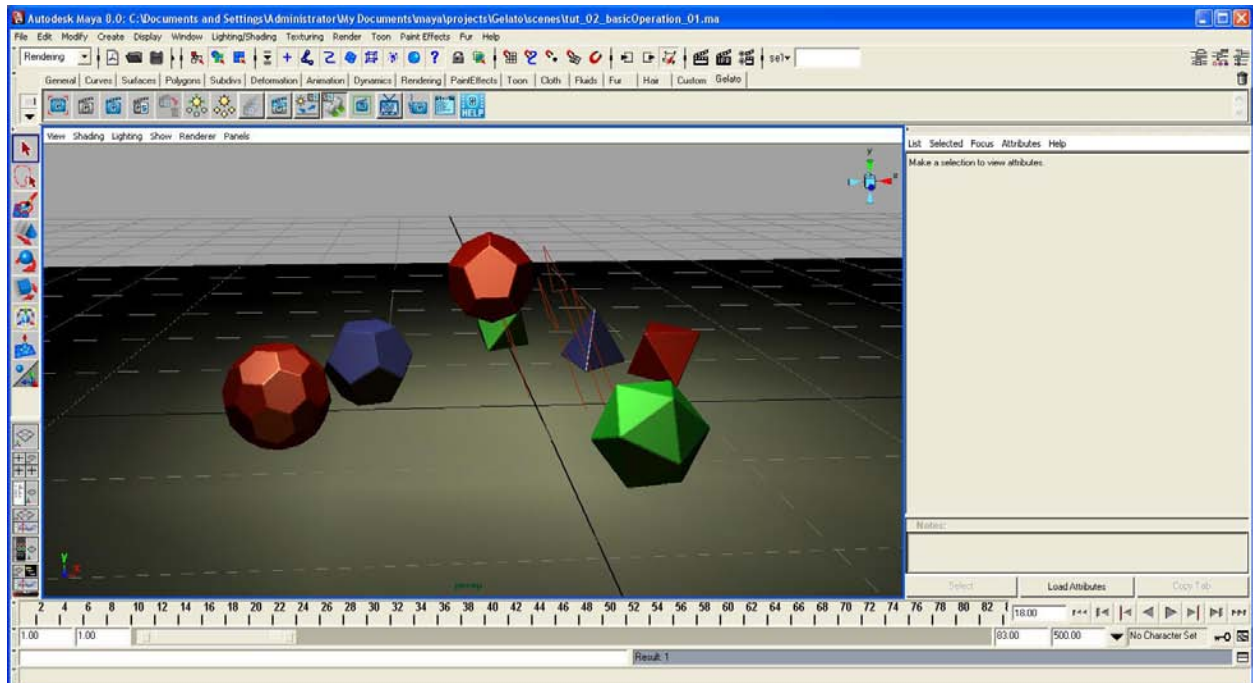 Autodesk Maya 8.0: C:\Documents and Settings\Administrator\My Documents\maya\projects\Gelato\scenes\tut_02_basicOperation_01.ma
File Edit Modify Create Display Window Lighting/Shading Texturing Render Toon Paint Effects Fur Help
Rendering sel
General Curves Surfaces Polygons Subdivs Deformation Animation Dynamics Rendering PaintEffects Toon Cloth Fluids Fur Hair Custom Gelato
HELP
View Shading Lighting Show Renderer Panels
List Selected Focus Attributes Help
Make a selection to view attributes.
y
Notes:
y
x
persp
Select Load Attributes Copy Tab
2 4 6 8 10 12 14 16 18 20 22 24 26 28 30 32 34 36 38 40 42 44 46 48 50 52 54 56 58 60 62 64 66 68 70 72 74 76 78 80 82 18.00
1.00 1.00 83.00 500.00 No Character Set
Result: 1